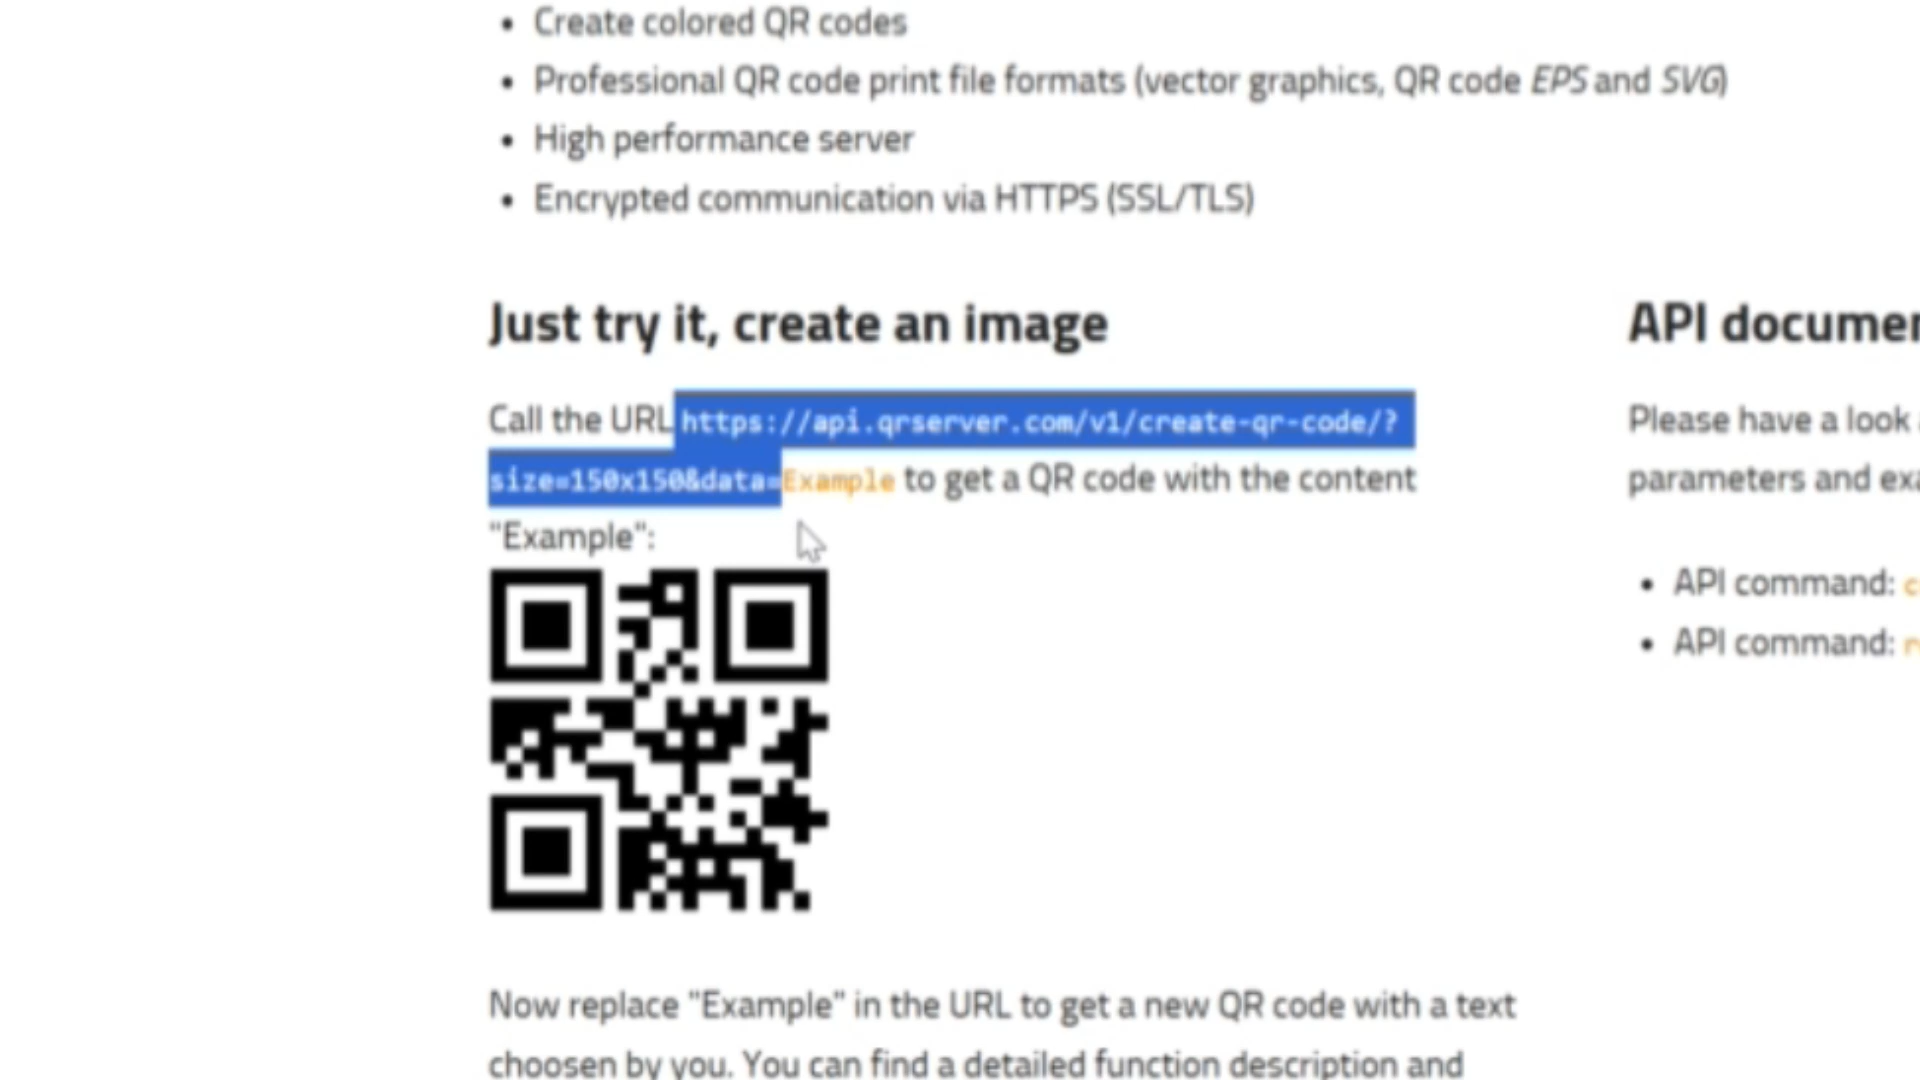 Create colored QR codes
Professional QR code print file formats (vector graphics, QR code EPS and SVG)
High performance server
Encrypted communication via HTTPS (SSL/TLS)
Just try it, create an image
Call the URL https://api.qrserver.com/v1/create-qr-code/?
size=150x150&data=Example to get a QR code with the content
"Example":
Now replace "Example" in the URL to get a new QR code with a text
choosen by you. You can find a detailed function description and
API documen
Please have a look
parameters and exa
API command: c
API command: r